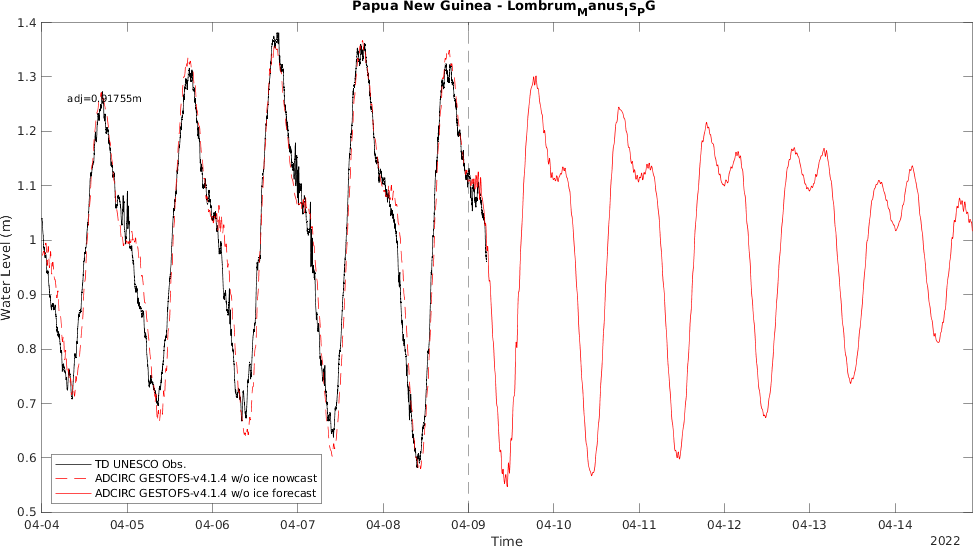 Papua New Guinea - LombrumManusIsPG
1.4
1.3
adj=0.91755m
1.2
1.1
1
0.9
0.8
0.7
0.6
0.5
Water Level (m)
TD UNESCO Obs.
ADCIRC GESTOFS-v4.1.4 w/o ice nowcast
ADCIRC GESTOFS-v4.1.4 w/o ice forecast
04-04 04-05 04-06 04-07 04-08 04-09 04-10 04-11 04-12 04-13 04-14
Time
2022